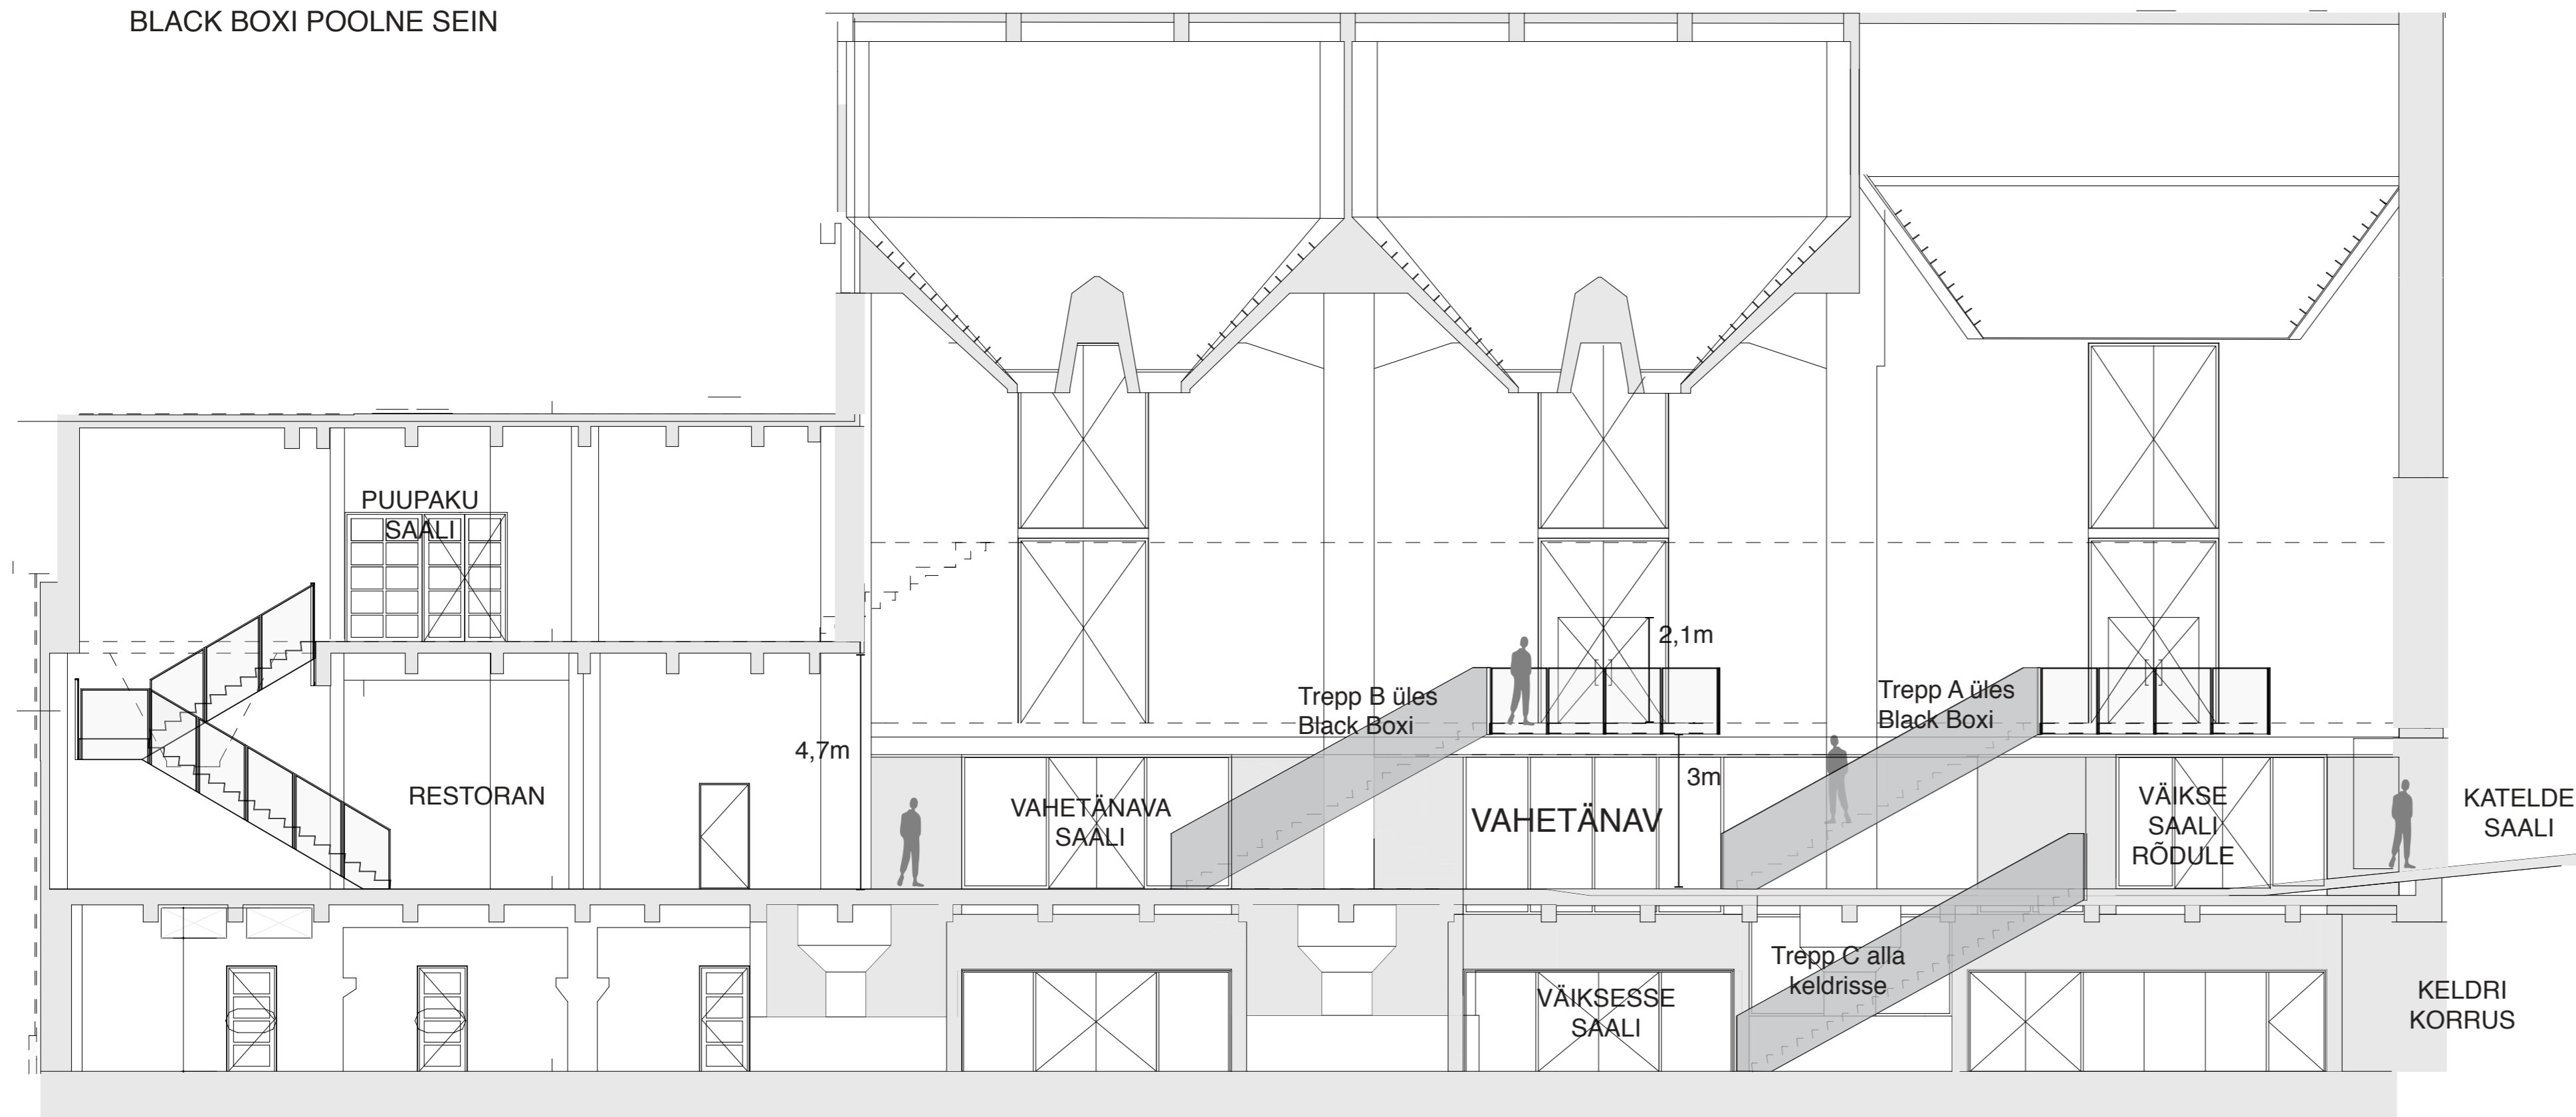 BLACK BOXI POOLNE SEIN
PUUPAKU
SAALI
2,1m
Trepp B üles
Black Boxi
Trepp A üles
Black Boxi
4,7m
3m
RESTORAN
VAHETÄNAVA
SAALI
VAHETÄNAV
VÄIKSE
SAALI
RÕDULE
KATELDE
SAALI
Trepp C alla
keldrisse
VÄIKSESSE
SAALI
KELDRI
KORRUS